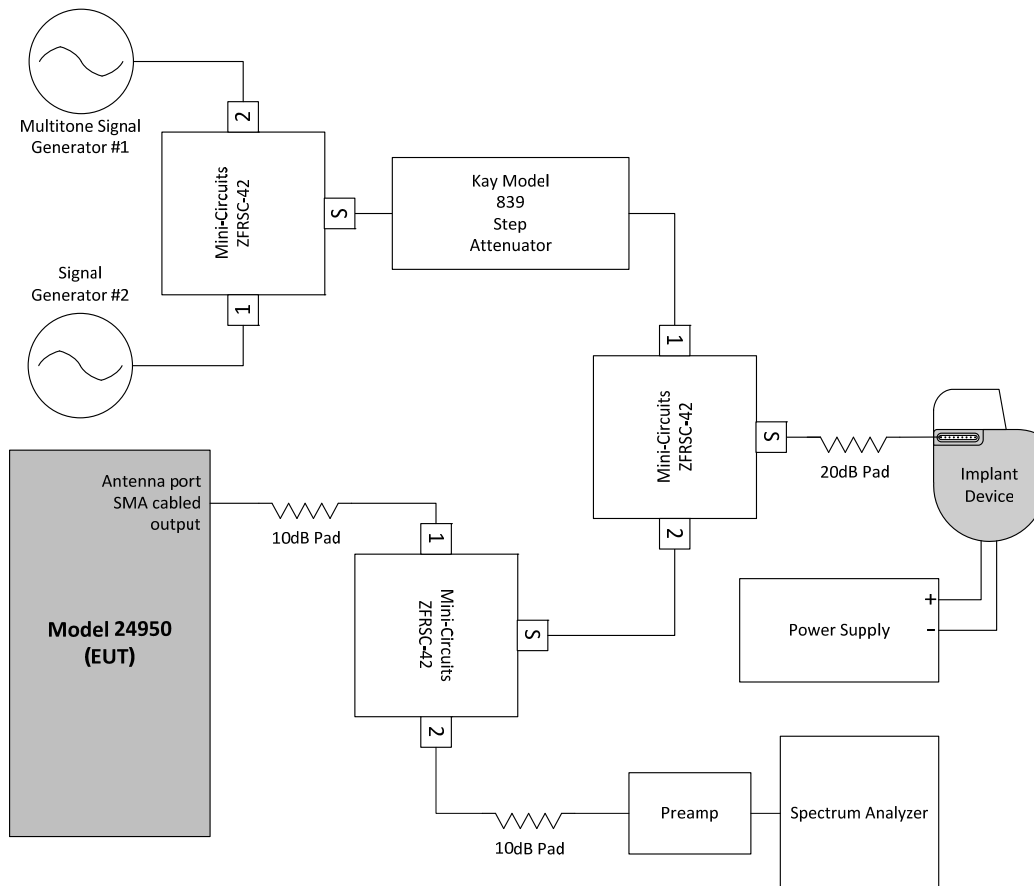 Multitone Signal
Generator #1
2
Mini-Circuits
ZFRSC-42
S
1
Signal
Generator #2
Kay Model
839
Step
Attenuator
1
Mini-Circuits
ZFRSC-42
S
2
20dB Pad
Implant
Device
Antenna port
SMA cabled
output
10dB Pad
Model 24950
(EUT)
1
Mini-Circuits
ZFRSC-42
S
2
Power Supply
+
-
10dB Pad
Preamp
Spectrum Analyzer